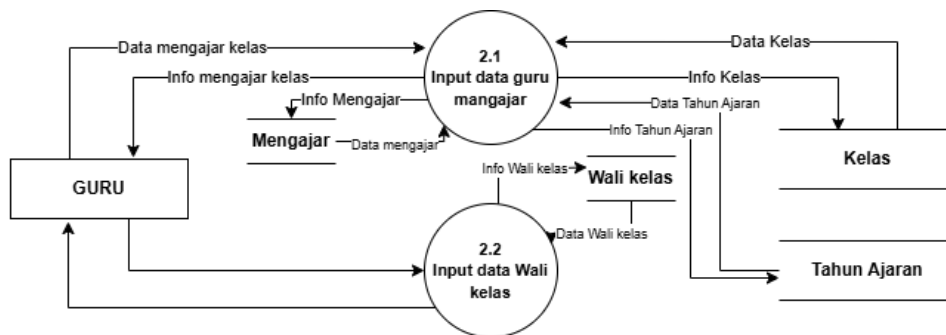 Data mengajar kelas
2.1
Input data guru
mangajar
Data Kelas
Info mengajar kelas
Info Kelas
Info Mengajar
Data Tahun Ajaran
Mengajar
Data mengajar
Info Tahun Ajaran
Kelas
GURU
Info Wali kelas
Wali kelas
2.2
Input data Wali
kelas
Data Wali kelas
Tahun Ajaran